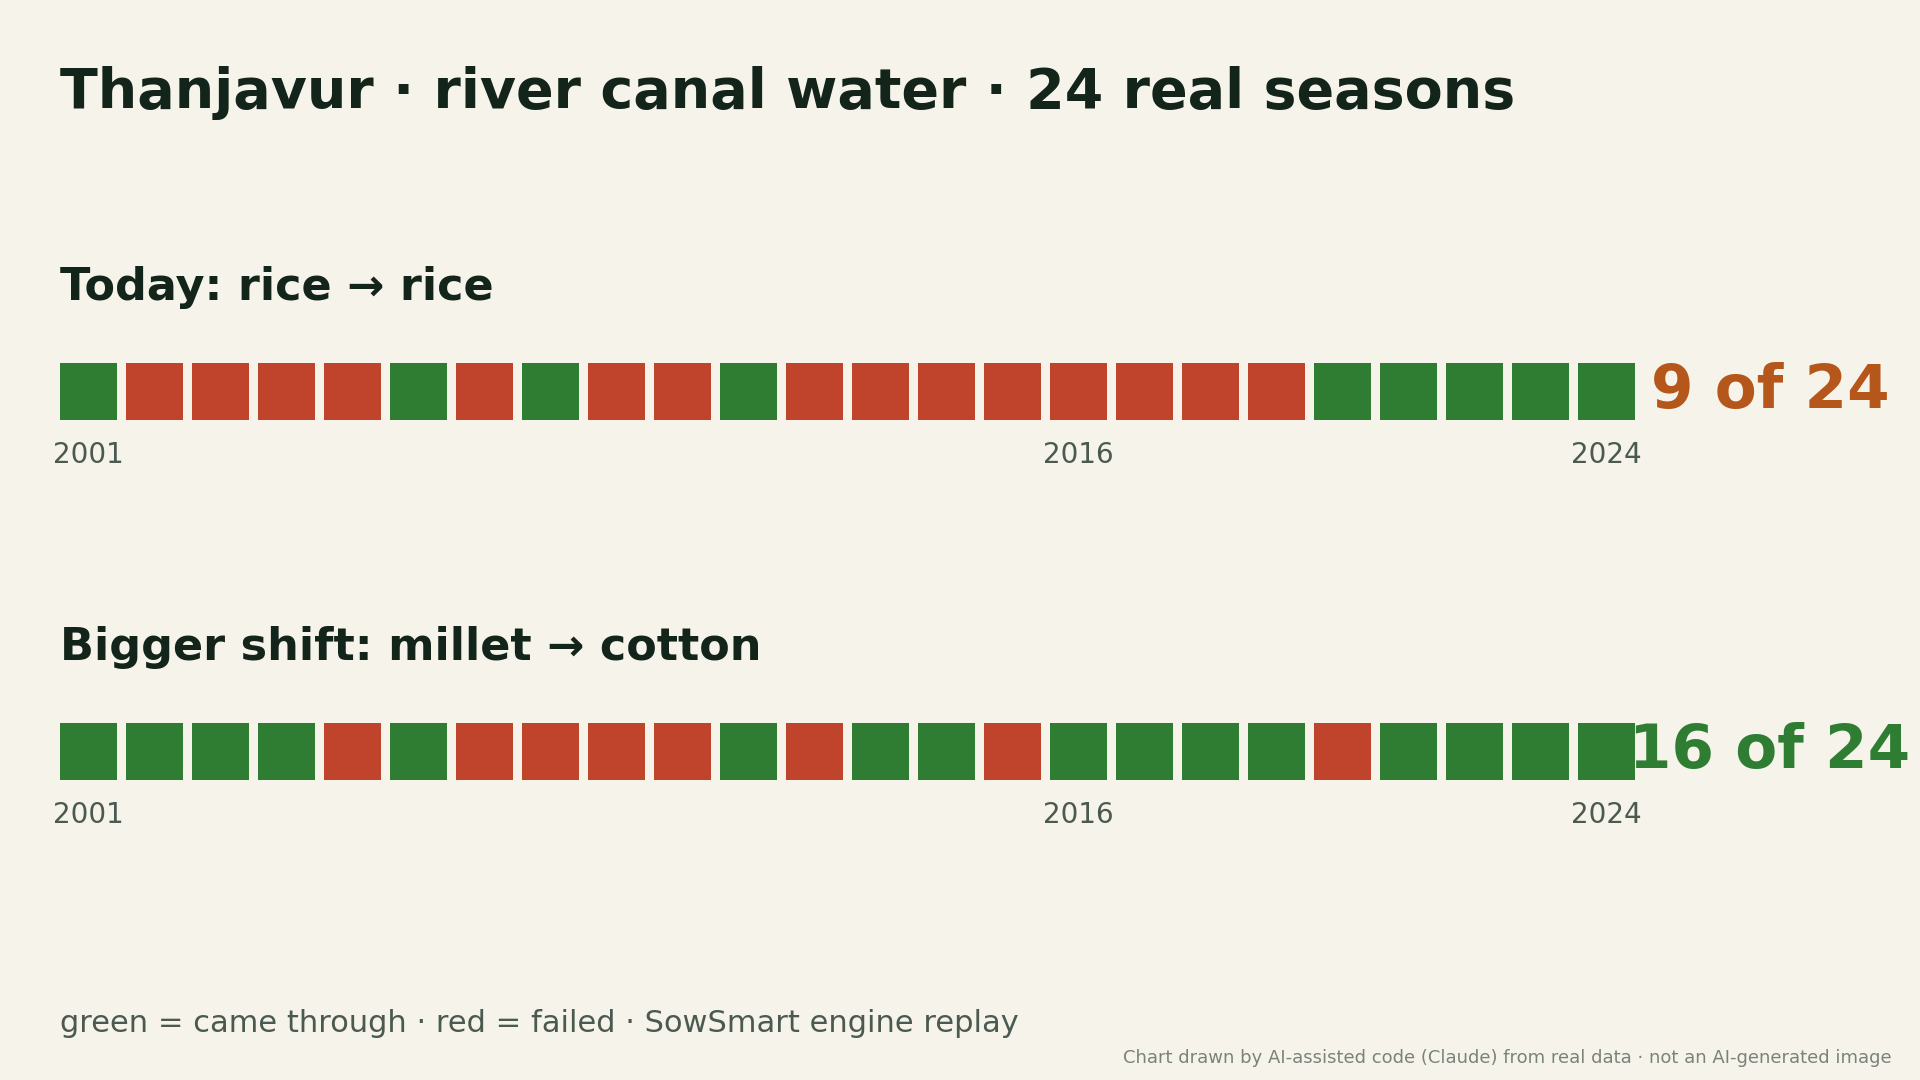 Thanjavur · river canal water · 24 real seasons
Today: rice → rice
9 of 24
2001 2016 2024
Bigger shift: millet → cotton
16 of 24
2001 2016 2024
green = came through · red = failed · SowSmart engine replay
Chart drawn by AI-assisted code (Claude) from real data · not an AI-generated image